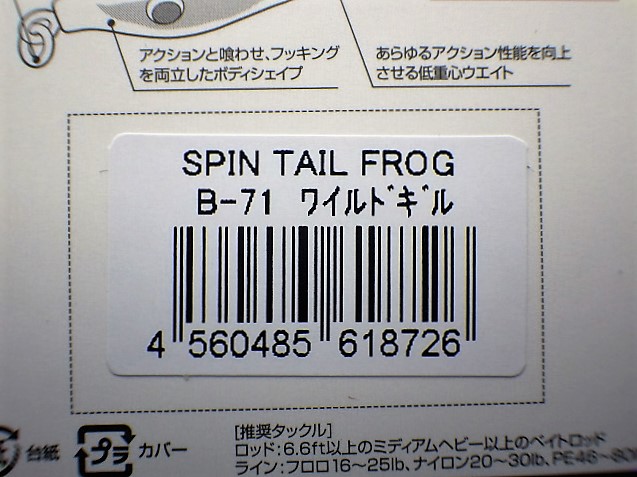 アクションと喰わせ、フッキング
を両立したボディシェイプ
あらゆるアクション性能を向上
させる低重心ウエイト
SPIN TAIL FROG
B-71 ワイルドギル
4 560485 618726
台紙
プラ
カバー
[推奨タックル]
ロッド:6.6ft以上のミディアムヘビー以上のベイトロッド
ライン:フロロ16〜25lb、ナイロン20〜30lb、PE46〜80lb